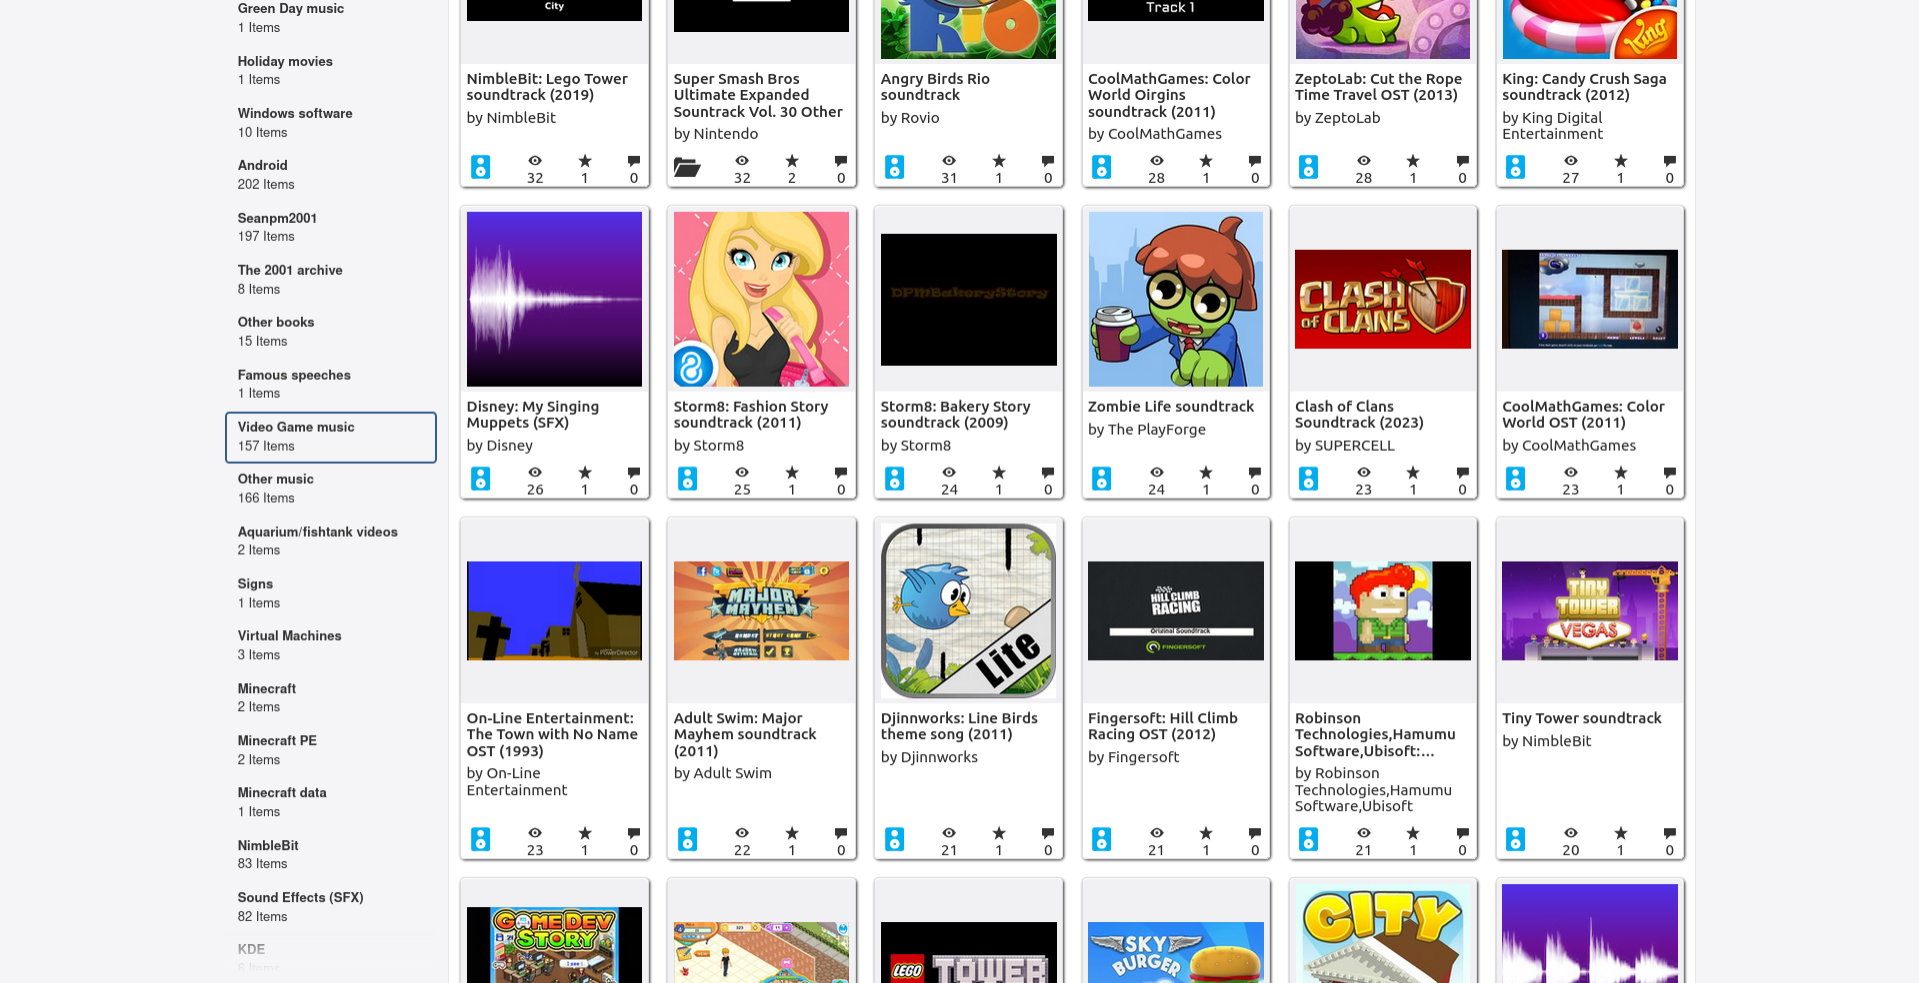 Green Day music
1 Items
Holiday movies
1 Items
Windows software
10 Items
Android
202 Items
Seanpm2001
197 Items
The 2001 archive
8 Items
Other books
15 Items
Famous speeches
1 Items
Video Game music
157 Items
Other music
166 Items
Aquarium/fishtank videos
2 Items
Signs
1 Items
Virtual Machines
3 Items
Minecraft
2 Items
Minecraft PE
2 Items
Minecraft data
1 Items
NimbleBit
83 Items
Sound Effects (SFX)
82 Items
KDE
6 Items
City
NimbleBit: Lego Tower
soundtrack (2019)
by NimbleBit
32 1 0
Super Smash Bros
Ultimate Expanded
Sountrack Vol. 30 Other
by Nintendo
32 2 0
RIO
Angry Birds Rio
soundtrack
by Rovio
31 1 0
Track 1
CoolMathGames: Color
World Oirgins
soundtrack (2011)
by CoolMathGames
28 1 0
ZeptoLab: Cut the Rope
Time Travel OST (2013)
by ZeptoLab
28 1 0
King
King: Candy Crush Saga
soundtrack (2012)
by King Digital
Entertainment
27 1 0
Disney: My Singing
Muppets (SFX)
by Disney
26 1 0
Storm8: Fashion Story
soundtrack (2011)
by Storm8
25 1 0
DPMBakeryStory
Storm8: Bakery Story
soundtrack (2009)
by Storm8
24 1 0
Zombie Life soundtrack
by The PlayForge
24 1 0
CLASH
OF CLANS
Clash of Clans
Soundtrack (2023)
by SUPERCELL
23 1 0
CoolMathGames: Color
World OST (2011)
by CoolMathGames
23 1 0
by PowerDirector
On-Line Entertainment:
The Town with No Name
OST (1993)
by On-Line
Entertainment
23 1 0
MAJOR
MAYHEM
Adult Swim: Major
Mayhem soundtrack
(2011)
by Adult Swim
22 1 0
Lite
Djinnworks: Line Birds
theme song (2011)
by Djinnworks
21 1 0
HILL CLIMB
RACING
Original Soundtrack
FINGERSOFT
Fingersoft: Hill Climb
Racing OST (2012)
by Fingersoft
21 1 0
Robinson
Technologies,Hamumu
Software,Ubisoft:...
by Robinson
Technologies,Hamumu
Software,Ubisoft
21 1 0
TINY
TOWER
VEGAS
Tiny Tower soundtrack
by NimbleBit
20 1 0
GAME DEV
STORY
LEGO TOWER
SKY
BURGER
CITY